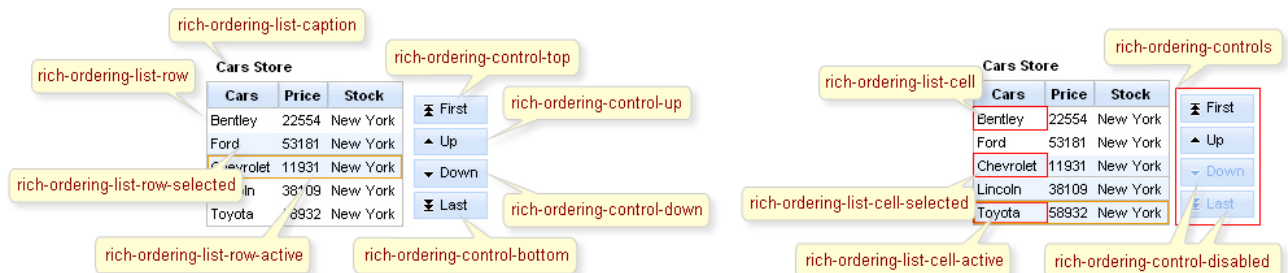 rich-ordering-list-caption
rich-ordering-list-row
Cars Store
rich-ordering-control-top
Cars Price Stock
Bentley 22554 New York
Ford 53181 New York
Chevrolet 11931 New York
38109 New York
Toyota 58932 New York
First
Up
Down
Last
rich-ordering-control-up
rich-ordering-list-row-selected
rich-ordering-control-down
rich-ordering-list-row-active
rich-ordering-control-bottom
rich-ordering-controls
Cars Store
rich-ordering-list-cell
Cars Price Stock
Bentley 22554 New York
Ford 53181 New York
Chevrolet 11931 New York
Lincoln 38109 New York
Toyota 58932 New York
First
Up
Down
Last
rich-ordering-list-cell-selected
rich-ordering-list-cell-active
rich-ordering-control-disabled